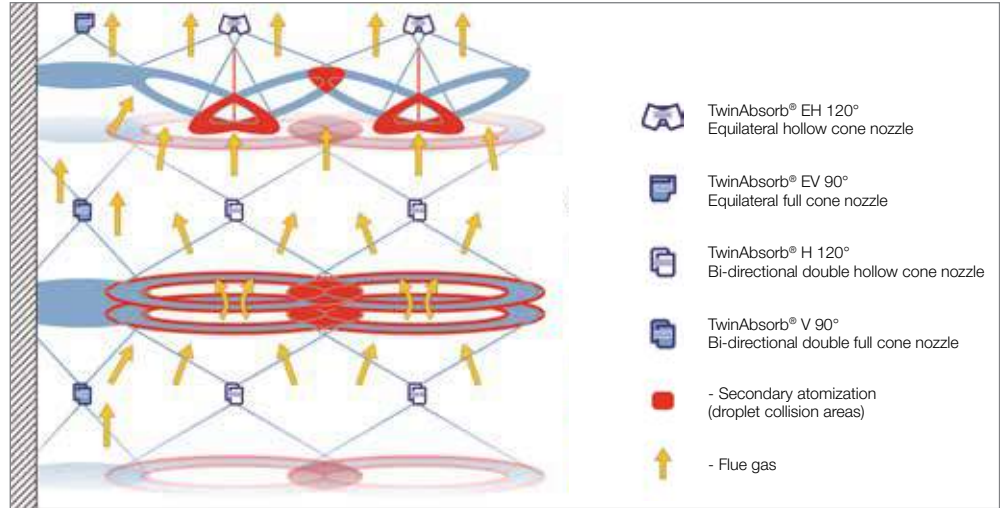 TwinAbsorb® EH 120°
Equilateral hollow cone nozzle
TwinAbsorb® EV 90°
Equilateral full cone nozzle
TwinAbsorb® H 120°
Bi-directional double hollow cone nozzle
TwinAbsorb® V 90°
Bi-directional double full cone nozzle
- Secondary atomization
(droplet collision areas)
- Flue gas